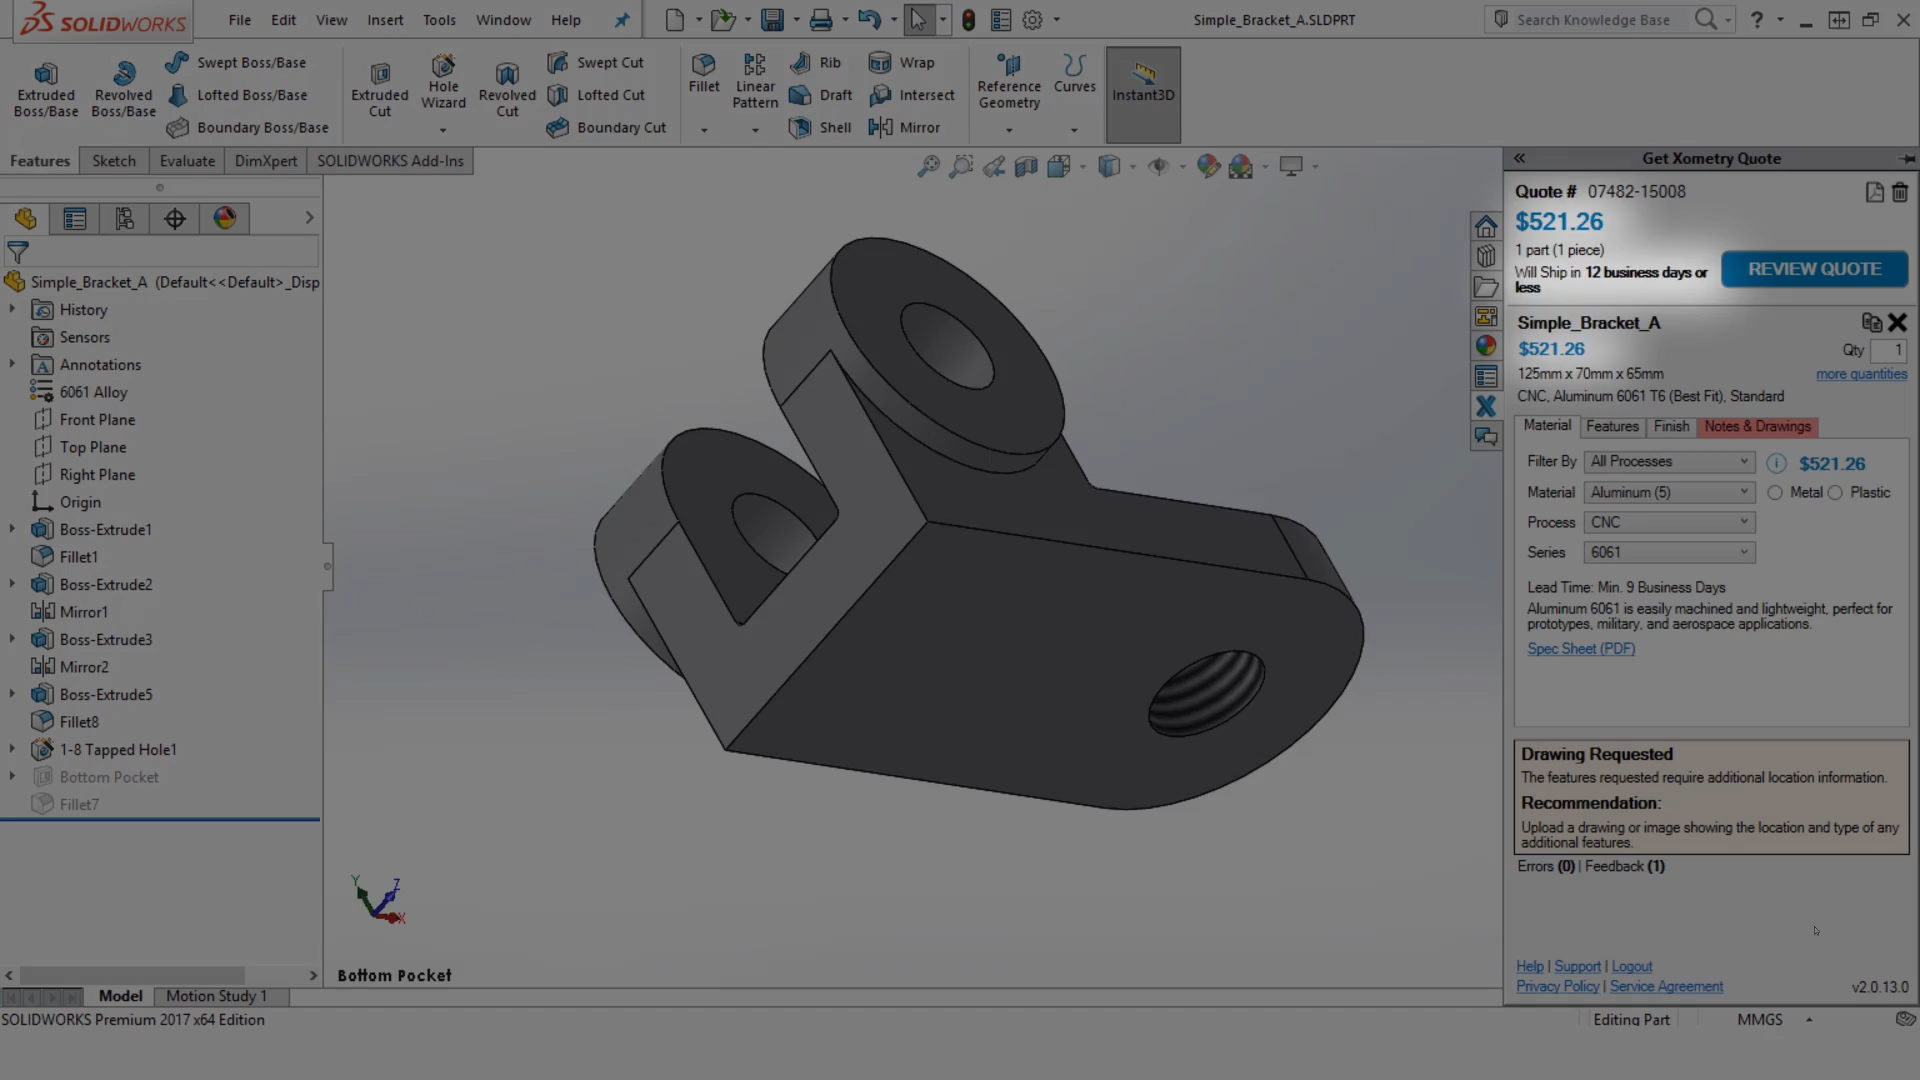 SOLIDWORKS
File Edit View Insert Tools Window Help
Simple_Bracket_A.SLDPRT
Search Knowledge Base
Extruded Boss/Base
Revolved Boss/Base
Swept Boss/Base
Lofted Boss/Base
Boundary Boss/Base
Extruded Cut
Hole Wizard
Revolved Cut
Swept Cut
Lofted Cut
Boundary Cut
Fillet
Linear Pattern
Rib
Draft
Shell
Wrap
Intersect
Mirror
Reference Geometry
Curves
Instant3D
Features Sketch Evaluate DimXpert SOLIDWORKS Add-Ins
Simple_Bracket_A (Default<<Default>_Disp
History
Sensors
Annotations
6061 Alloy
Front Plane
Top Plane
Right Plane
Origin
Boss-Extrude1
Fillet1
Boss-Extrude2
Mirror1
Boss-Extrude3
Mirror2
Boss-Extrude5
Fillet8
1-8 Tapped Hole1
Bottom Pocket
Fillet7
Y
Z
X
Bottom Pocket
Model Motion Study 1
SOLIDWORKS Premium 2017 x64 Edition
Editing Part
MMGS
Get Xometry Quote
Quote # 07482-15008
$521.26
1 part (1 piece)
Will Ship in 12 business days or
less
REVIEW QUOTE
Simple_Bracket_A
$521.26
Qty 1
125mm x 70mm x 65mm
more quantities
CNC, Aluminum 6061 T6 (Best Fit), Standard
Material Features Finish Notes & Drawings
Filter By All Processes $521.26
Material Aluminum (5) Metal Plastic
Process CNC
Series 6061
Lead Time: Min. 9 Business Days
Aluminum 6061 is easily machined and lightweight, perfect for
prototypes, military, and aerospace applications.
Spec Sheet (PDF)
Drawing Requested
The features requested require additional location information.
Recommendation:
Upload a drawing or image showing the location and type of any
additional features.
Errors (0) | Feedback (1)
Help | Support | Logout
Privacy Policy | Service Agreement
v2.0.13.0